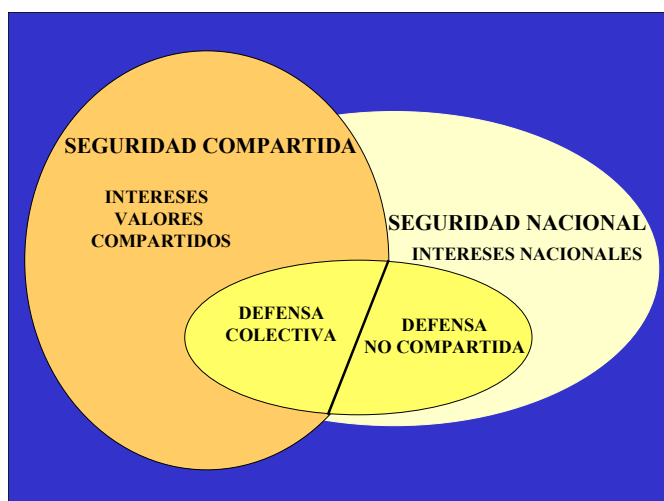 SEGURIDAD COMPARTIDA
INTERESES
VALORES
COMPARTIDOS
SEGURIDAD NACIONAL
INTERESES NACIONALES
DEFENSA
COLECTIVA
DEFENSA
NO COMPARTIDA